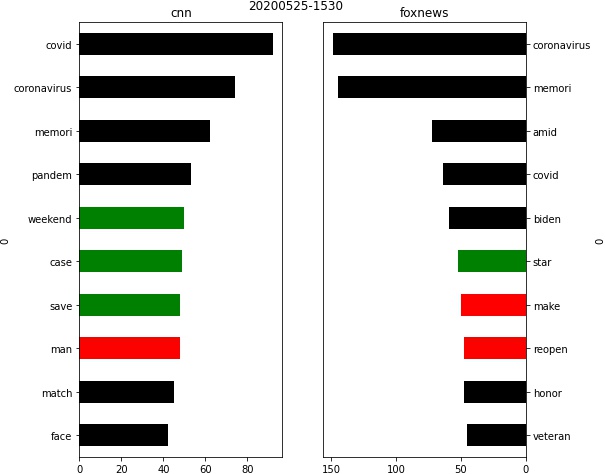 20200525-1530
cnn
foxnews
covid
coronavirus
memori
pandem
weekend
case
save
man
match
face
0
0 20 40 60 80
coronavirus
memori
amid
covid
biden
star
make
reopen
honor
veteran
0
150 100 50 0